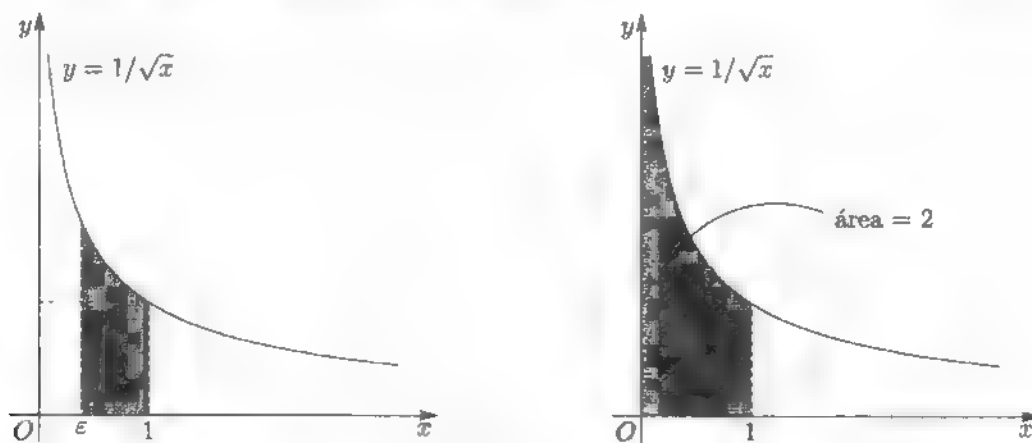 y
y = 1/√x
O
ε
1
x
y
y = 1/√x
área = 2
O
1
x